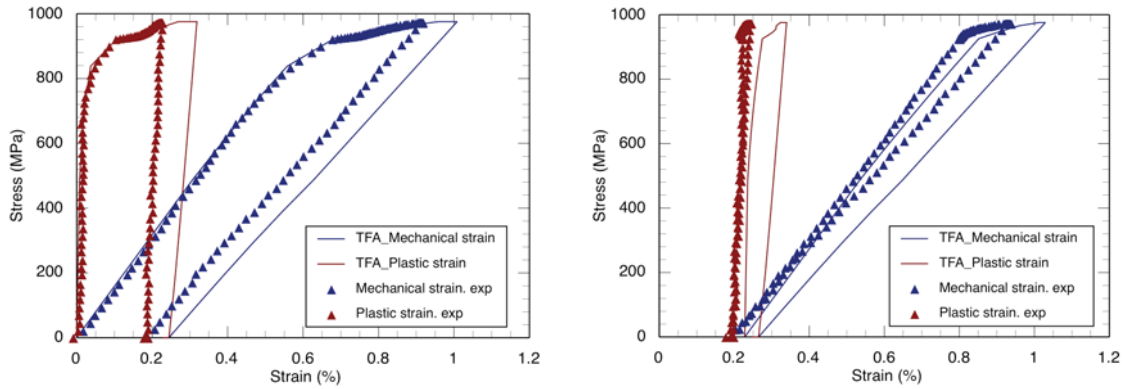 1000
800
600
400
200
0
Stress (MPa)
TFA_Mechanical strain
TFA_Plastic strain
Mechanical strain. exp
Plastic strain. exp
0 0.2 0.4 0.6 0.8 1 1.2
Strain (%)
1000
800
600
400
200
0
Stress (MPa)
TFA_Mechanical strain
TFA_Plastic strain
Mechanical strain. exp
Plastic strain. exp
0 0.2 0.4 0.6 0.8 1 1.2
Strain (%)